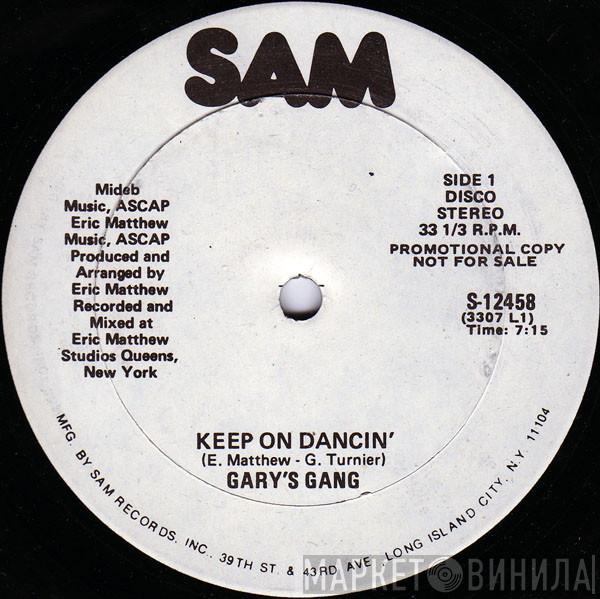 SAM
Mideb
Music, ASCAP
Eric Matthew
Music, ASCAP
Produced and
Arranged by
Eric Matthew
Recorded and
Mixed at
Eric Matthew
Studios Queens,
New York
SIDE 1
DISCO
STEREO
33 1/3 R.P.M.
PROMOTIONAL COPY
NOT FOR SALE
S-12458
(3307 L1)
Time: 7:15
KEEP ON DANCIN'
(E. Matthew - G. Turnier)
GARY'S GANG
MFG. BY SAM RECORDS, INC. 39TH ST. & 43RD AVE., LONG ISLAND CITY, N.Y. 11104
МАРКЕТ ВИНИЛА